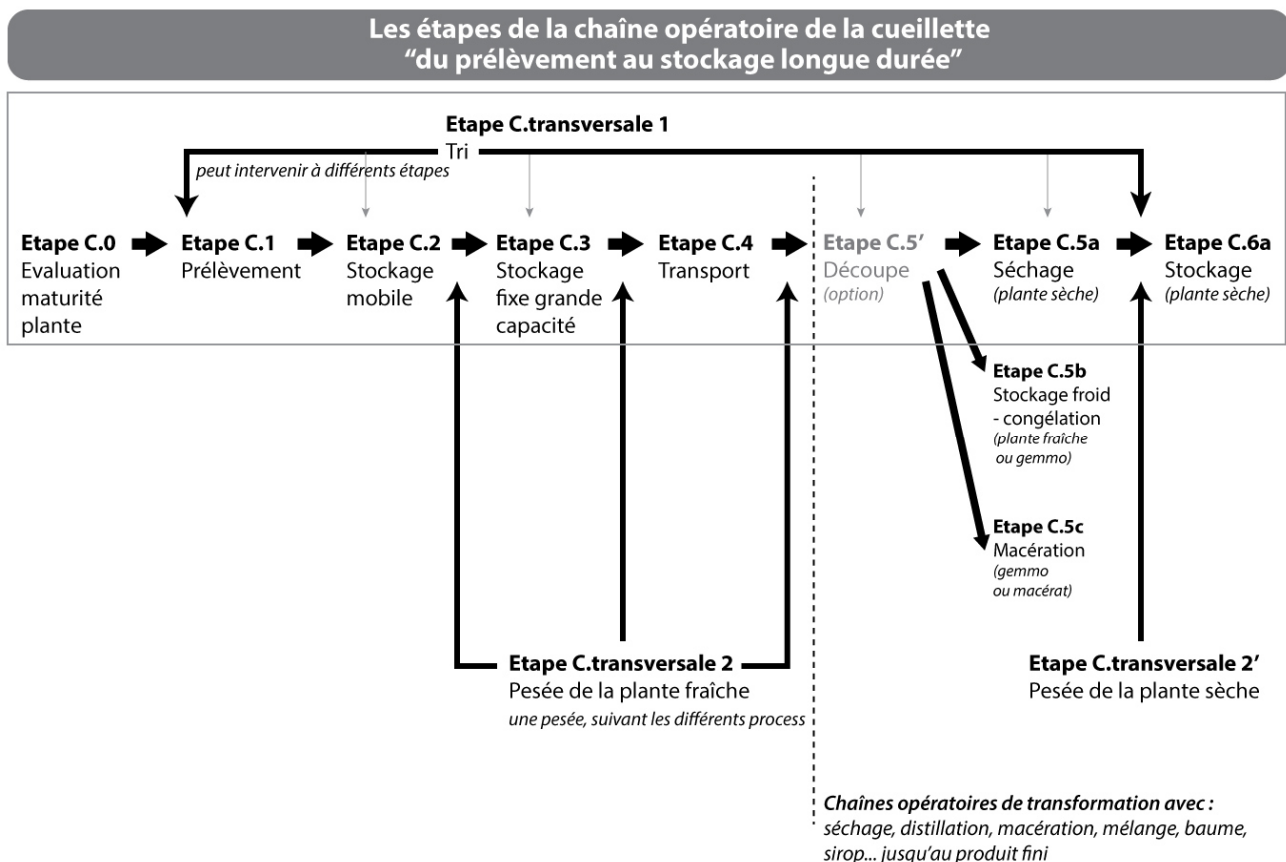 Les étapes de la chaîne opératoire de la cueillette
“du prélèvement au stockage longue durée”
Etape C.transversale 1
Tri
peut intervenir à différents étapes
Etape C.0
Evaluation
maturité
plante
Etape C.1
Prélèvement
Etape C.2
Stockage
mobile
Etape C.3
Stockage
fixe grande
capacité
Etape C.4
Transport
Etape C.5’
Découpe
(option)
Etape C.5a
Séchage
(plante sèche)
Etape C.6a
Stockage
(plante sèche)
Etape C.5b
Stockage froid
- congélation
(plante fraîche
ou gemmo)
Etape C.5c
Macération
(gemmo
ou macérat)
Etape C.transversale 2
Pesée de la plante fraîche
une pesée, suivant les différents process
Etape C.transversale 2’
Pesée de la plante sèche
Chaînes opératoires de transformation avec :
séchage, distillation, macération, mélange, baume,
sirop... jusqu’au produit fini